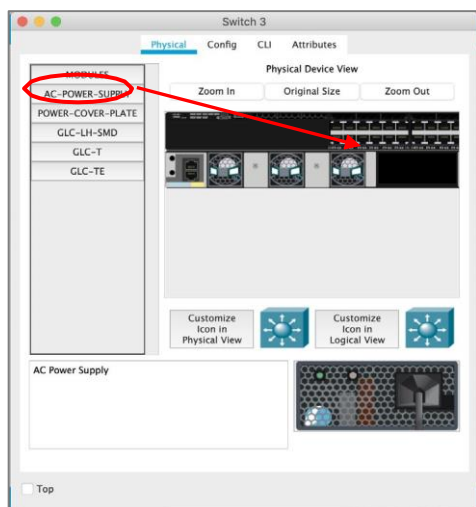 Switch 3
Physical Config CLI Attributes
MODULES
AC-POWER-SUPPLY
POWER-COVER-PLATE
GLC-LH-SMD
GLC-T
GLC-TE
Physical Device View
Zoom In Original Size Zoom Out
Customize
Icon in
Physical View
Customize
Icon in
Logical View
AC Power Supply
Top